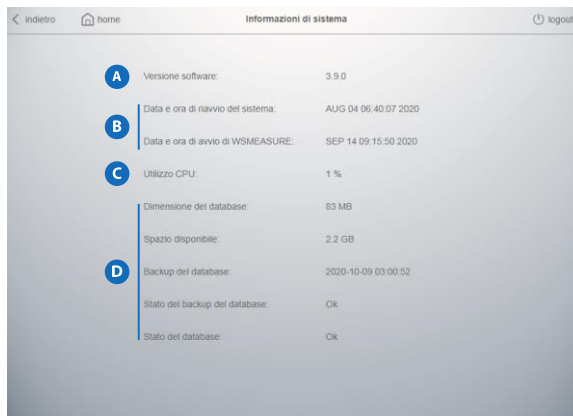 indietro home Informazioni di sistema logout
A Versione software: 3.9.0
Data e ora di riavvio del sistema: AUG 04 06:40:07 2020
B
Data e ora di avvio di WSMEASURE: SEP 14 09:15:50 2020
C Utilizzo CPU: 1 %
Dimensione del database: 83 MB
Spazio disponibile: 2.2 GB
D Backup del database: 2020-10-09 03:00:52
Stato del backup del database: Ok
Stato del database: Ok